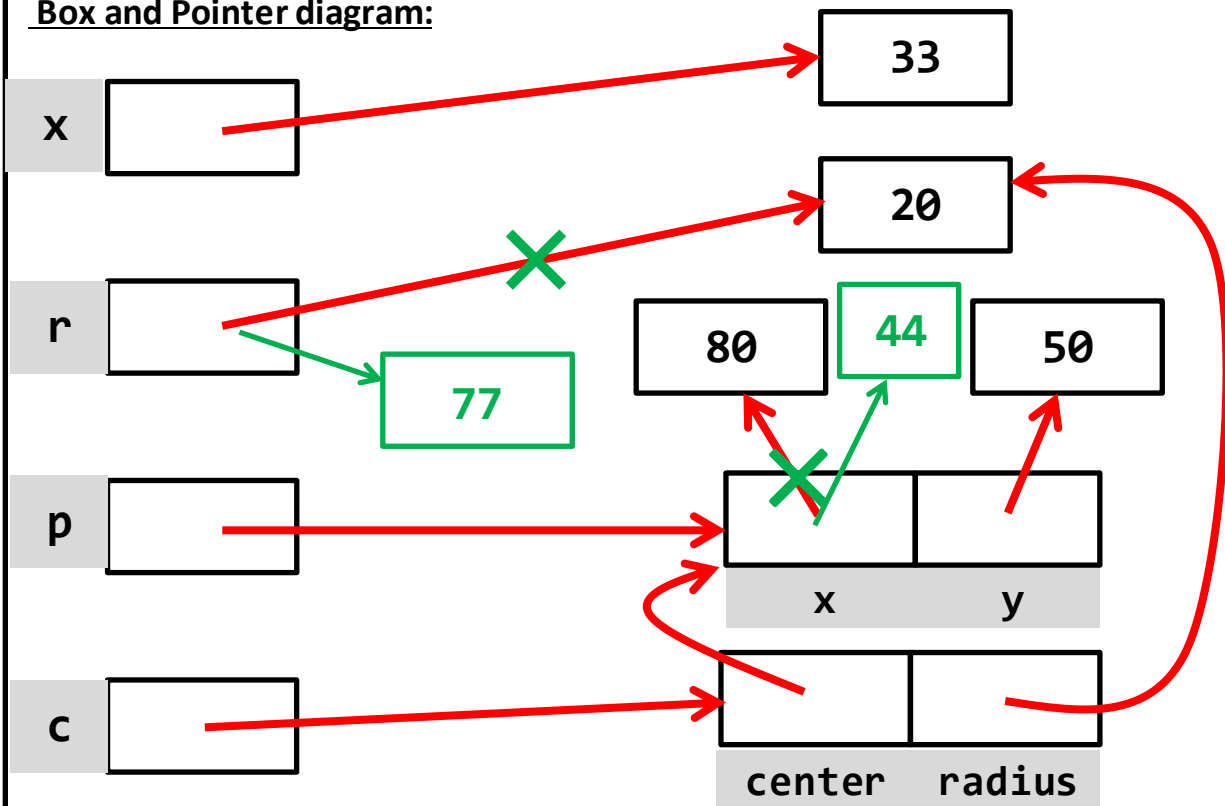 Box and Pointer diagram:
33
x
20
r
80 44 50
77
p
x y
c
center radius